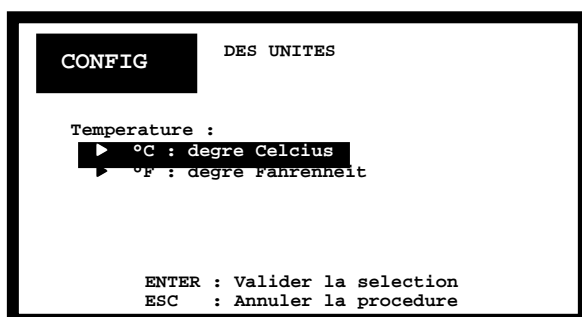 CONFIG DES UNITES
Temperature :
▶ °C : degre Celcius
▶ °F : degre Fahrenheit
ENTER : Valider la selection
ESC : Annuler la procedure